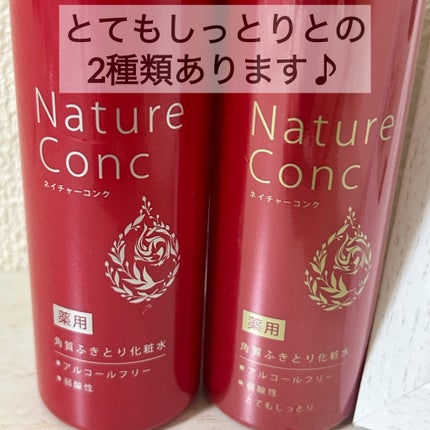 とてもしっとりとの
2種類あります♪
Nature
Conc
ネイチャーコンク
薬用
角質ふきとり化粧水
アルコールフリー
弱酸性
Nature
Conc
ネイチャーコンク
薬用
角質ふきとり化粧水
アルコールフリー
弱酸性
とてもしっとり